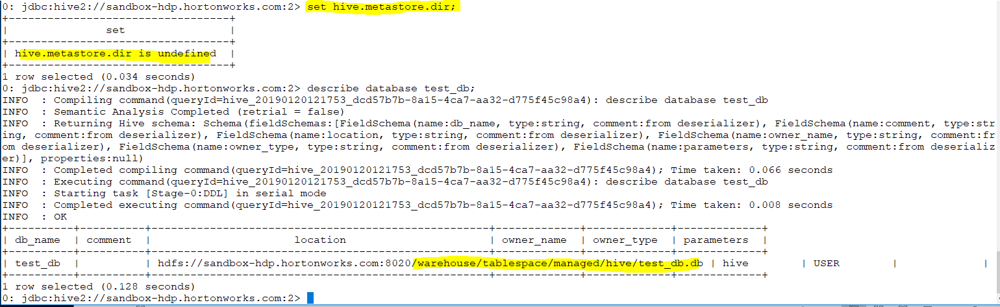 0: jdbc:hive2://sandbox-hdp.hortonworks.com:2> set hive.metastore.dir;
+----------------------------------+
|                set               |
+----------------------------------+
| hive.metastore.dir is undefined  |
+----------------------------------+
1 row selected (0.034 seconds)
0: jdbc:hive2://sandbox-hdp.hortonworks.com:2> describe database test_db;
INFO  : Compiling command(queryId=hive_20190120121753_dcd57b7b-8a15-4ca7-aa32-d775f45c98a4): describe database test_db
INFO  : Semantic Analysis Completed (retrial = false)
INFO  : Returning Hive schema: Schema(fieldSchemas:[FieldSchema(name:db_name, type:string, comment:from deserializer), FieldSchema(name:comment, type:str
ing, comment:from deserializer), FieldSchema(name:location, type:string, comment:from deserializer), FieldSchema(name:owner_name, type:string, comment:fr
om deserializer), FieldSchema(name:owner_type, type:string, comment:from deserializer), FieldSchema(name:parameters, type:string, comment:from deserializ
er)], properties:null)
INFO  : Completed compiling command(queryId=hive_20190120121753_dcd57b7b-8a15-4ca7-aa32-d775f45c98a4); Time taken: 0.066 seconds
INFO  : Executing command(queryId=hive_20190120121753_dcd57b7b-8a15-4ca7-aa32-d775f45c98a4): describe database test_db
INFO  : Starting task [Stage-0:DDL] in serial mode
INFO  : Completed executing command(queryId=hive_20190120121753_dcd57b7b-8a15-4ca7-aa32-d775f45c98a4); Time taken: 0.008 seconds
INFO  : OK
+----------+----------+----------------------------------------------------+-------------+-------------+-------------+
| db_name  | comment  |                      location                      | owner_name  | owner_type  | parameters  |
+----------+----------+----------------------------------------------------+-------------+-------------+-------------+
| test_db  |          | hdfs://sandbox-hdp.hortonworks.com:8020/warehouse/tablespace/managed/hive/test_db.db | hive        | USER        |             |
+----------+----------+----------------------------------------------------+-------------+-------------+-------------+
1 row selected (0.128 seconds)
0: jdbc:hive2://sandbox-hdp.hortonworks.com:2>